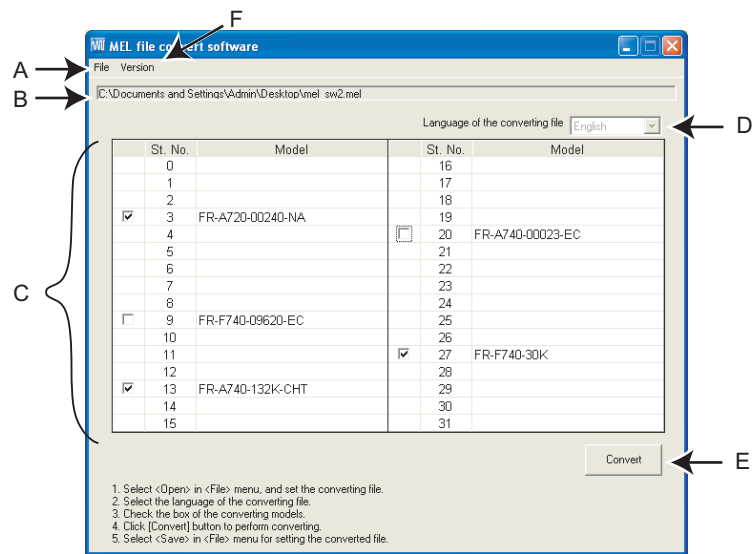 F
MEL file convert software
A
File Version
B
C:\Documents and Settings\Admin\Desktop\mel sw2.mel
Language of the converting file English
D
St. No. Model St. No. Model
0 16
1 17
2 18
3 FR-A720-00240-NA 19
4 20 FR-A740-00023-EC
5 21
6 22
7 23
C
8 24
9 FR-F740-09620-EC 25
10 26
11 27 FR-F740-30K
12 28
13 FR-A740-132K-CHT 29
14 30
15 31
Convert
E
1. Select <Open> in <File> menu, and set the converting file.
2. Select the language of the converting file.
3. Check the box of the converting models.
4. Click [Convert] button to perform converting.
5. Select <Save> in <File> menu for setting the converted file.